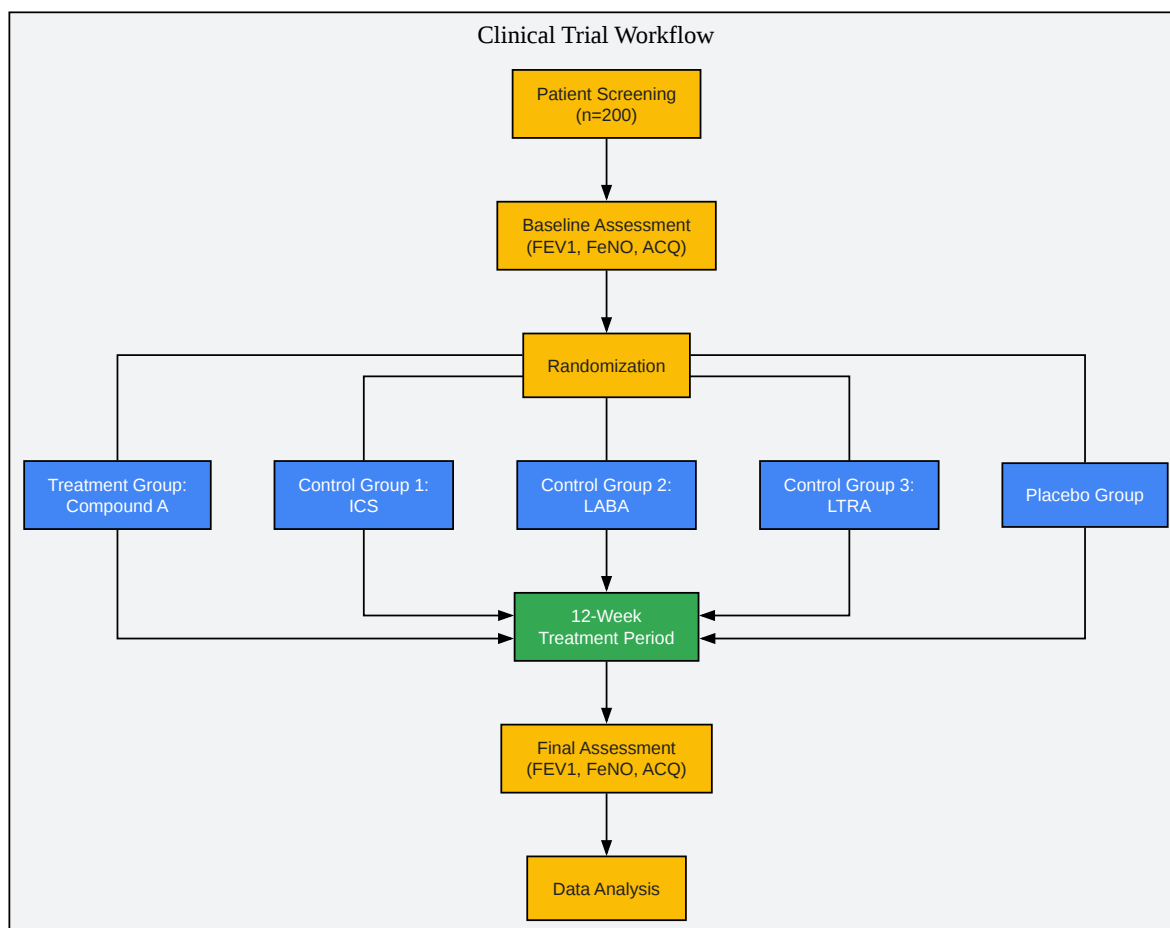 Clinical Trial Workflow
Patient Screening
(n=200)
Baseline Assessment
(FEV1, FeNO, ACQ)
Randomization
Treatment Group:
Compound A
Control Group 1:
ICS
Control Group 2:
LABA
Control Group 3:
LTRA
Placebo Group
12-Week
Treatment Period
Final Assessment
(FEV1, FeNO, ACQ)
Data Analysis